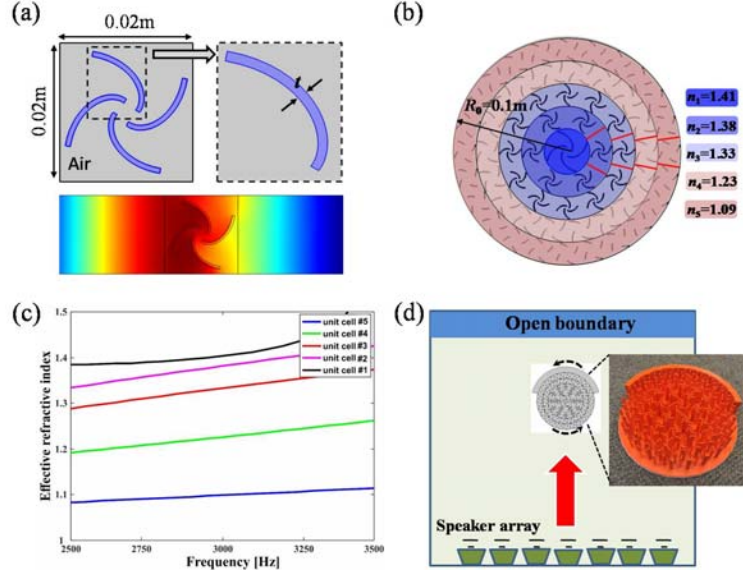 (a)
0.02m
0.02m
t
Air
(b)
R₀=0.1m
n₁=1.41
n₂=1.38
n₃=1.33
n₄=1.23
n₅=1.09
(c)
Effective refractive index
1.5
1.4
1.3
1.2
1.1
1
unit cell #5
unit cell #4
unit cell #3
unit cell #2
unit cell #1
2500
2750
3000
3250
3500
Frequency [Hz]
(d)
Open boundary
Speaker array